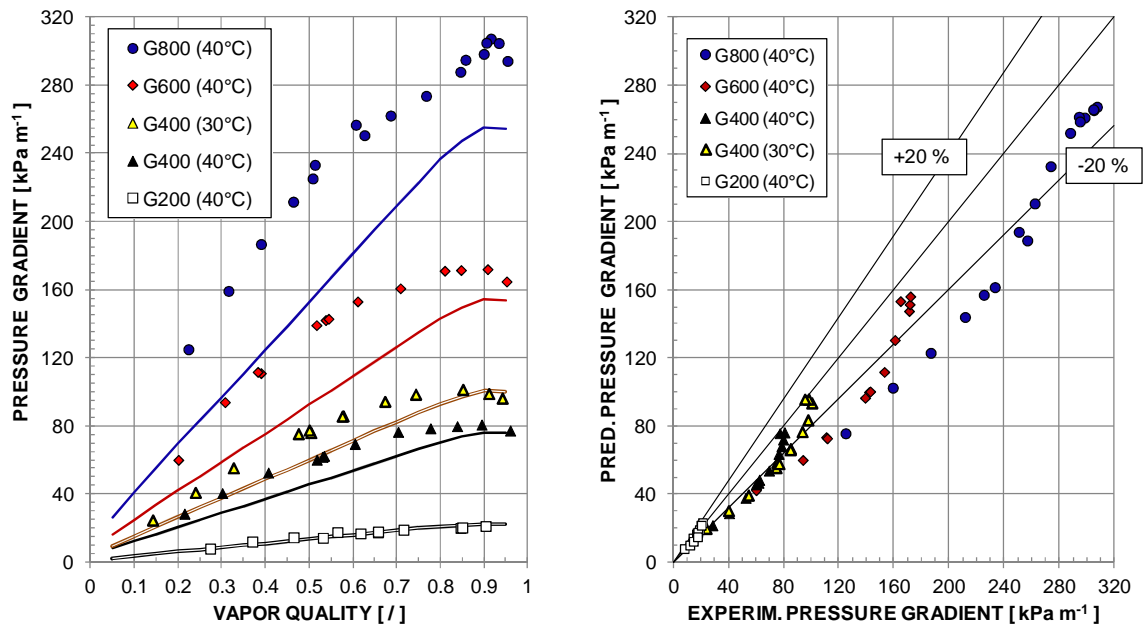 320
280
240
200
160
120
80
40
0
PRESSURE GRADIENT [ kPa m-1 ]
G800 (40°C)
G600 (40°C)
G400 (30°C)
G400 (40°C)
G200 (40°C)
0 0.1 0.2 0.3 0.4 0.5 0.6 0.7 0.8 0.9 1
VAPOR QUALITY [ / ]
320
280
240
200
160
120
80
40
0
PRED. PRESSURE GRADIENT [ kPa m-1 ]
G800 (40°C)
G600 (40°C)
G400 (40°C)
G400 (30°C)
G200 (40°C)
+20 %
-20 %
0 40 80 120 160 200 240 280 320
EXPERIM. PRESSURE GRADIENT [ kPa m-1 ]